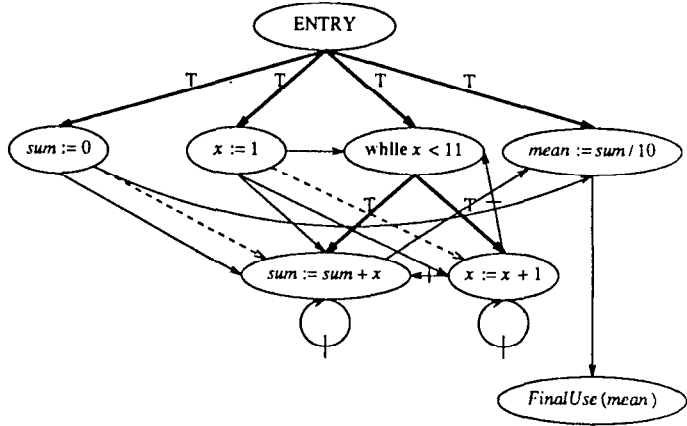 ENTRY
T T T T
sum := 0 x := 1 while x < 11 mean := sum / 10
T T
sum := sum + x x := x + 1
FinalUse (mean)